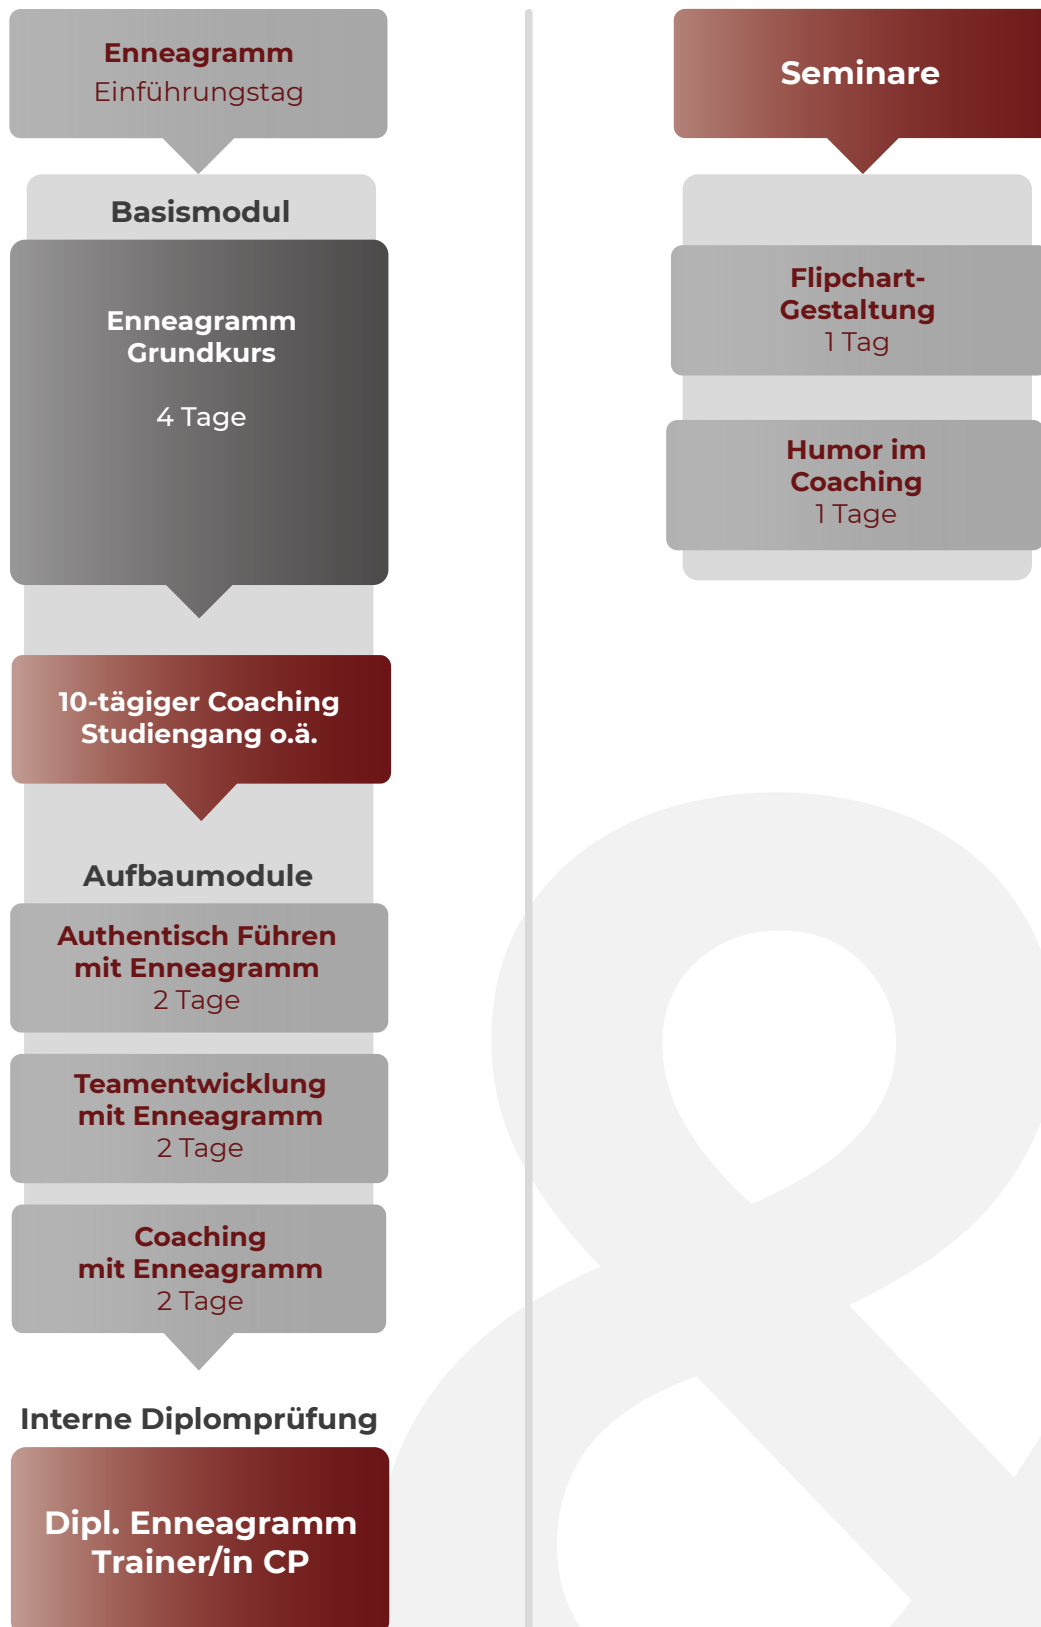 Enneagramm
Einführungstag
Basismodul
Enneagramm
Grundkurs
4 Tage
10-tägiger Coaching
Studiengang o.ä.
Aufbaumodule
Authentisch Führen
mit Enneagramm
2 Tage
Teamentwicklung
mit Enneagramm
2 Tage
Coaching
mit Enneagramm
2 Tage
Interne Diplomprüfung
Dipl. Enneagramm
Trainer/in CP
Seminare
Flipchart-
Gestaltung
1 Tag
Humor im
Coaching
1 Tage
&